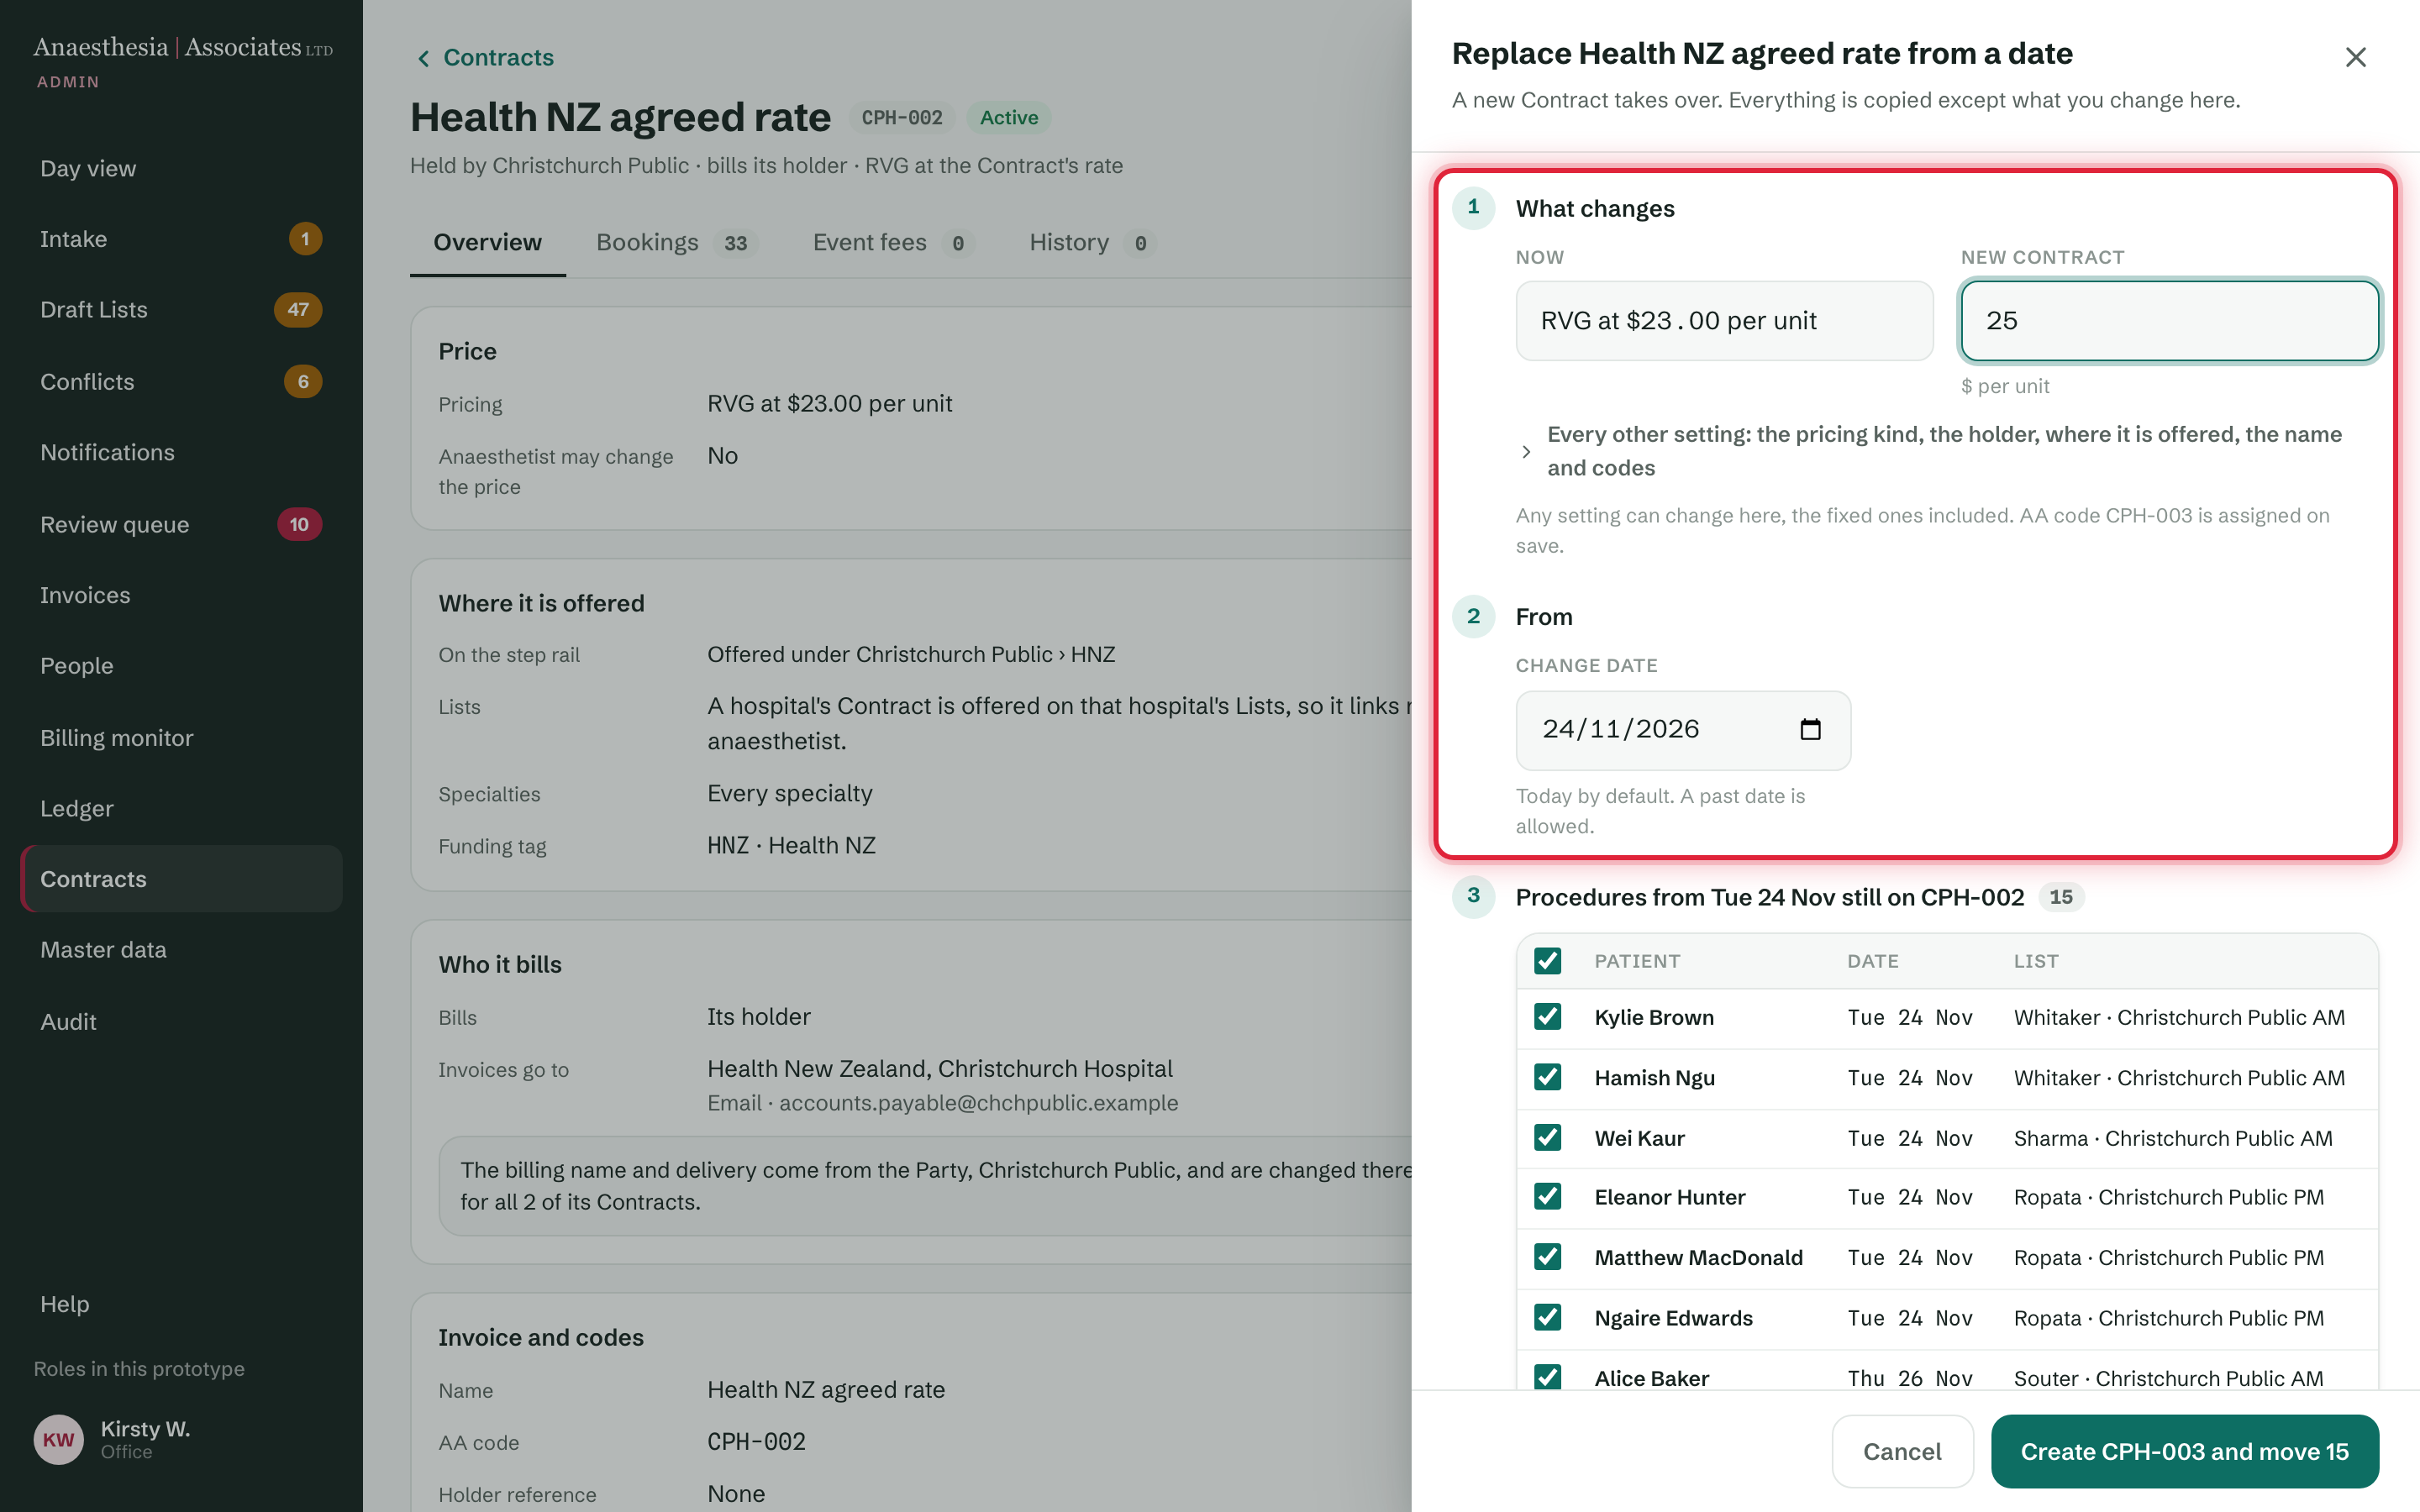 Anaesthesia | Associates LTD
ADMIN
Day view
Intake 1
Draft Lists 47
Conflicts 6
Notifications
Review queue 10
Invoices
People
Billing monitor
Ledger
Contracts
Master data
Audit
Help
Roles in this prototype
KW
Kirsty W.
Office
Contracts
Health NZ agreed rate CPH-002 Active
Held by Christchurch Public · bills its holder · RVG at the Contract's rate
Overview Bookings 33 Event fees 0 History 0
Price
Pricing RVG at $23.00 per unit
Anaesthetist may change No
the price
Where it is offered
On the step rail Offered under Christchurch Public › HNZ
Lists A hospital's Contract is offered on that hospital's Lists, so it links
anaesthetist.
Specialties Every specialty
Funding tag HNZ · Health NZ
Who it bills
Bills Its holder
Invoices go to Health New Zealand, Christchurch Hospital
Email · accounts.payable@chchpublic.example
The billing name and delivery come from the Party, Christchurch Public, and are changed there
for all 2 of its Contracts.
Invoice and codes
Name Health NZ agreed rate
AA code CPH-002
Holder reference None
Replace Health NZ agreed rate from a date
A new Contract takes over. Everything is copied except what you change here.
1 What changes
NOW NEW CONTRACT
RVG at $23.00 per unit 25
$ per unit
Every other setting: the pricing kind, the holder, where it is offered, the name
and codes
Any setting can change here, the fixed ones included. AA code CPH-003 is assigned on
save.
2 From
CHANGE DATE
24/11/2026
Today by default. A past date is
allowed.
3 Procedures from Tue 24 Nov still on CPH-002 15
PATIENT DATE LIST
Kylie Brown Tue 24 Nov Whitaker · Christchurch Public AM
Hamish Ngu Tue 24 Nov Whitaker · Christchurch Public AM
Wei Kaur Tue 24 Nov Sharma · Christchurch Public AM
Eleanor Hunter Tue 24 Nov Ropata · Christchurch Public PM
Matthew MacDonald Tue 24 Nov Ropata · Christchurch Public PM
Ngaire Edwards Tue 24 Nov Ropata · Christchurch Public PM
Alice Baker Thu 26 Nov Souter · Christchurch Public AM
Cancel Create CPH-003 and move 15